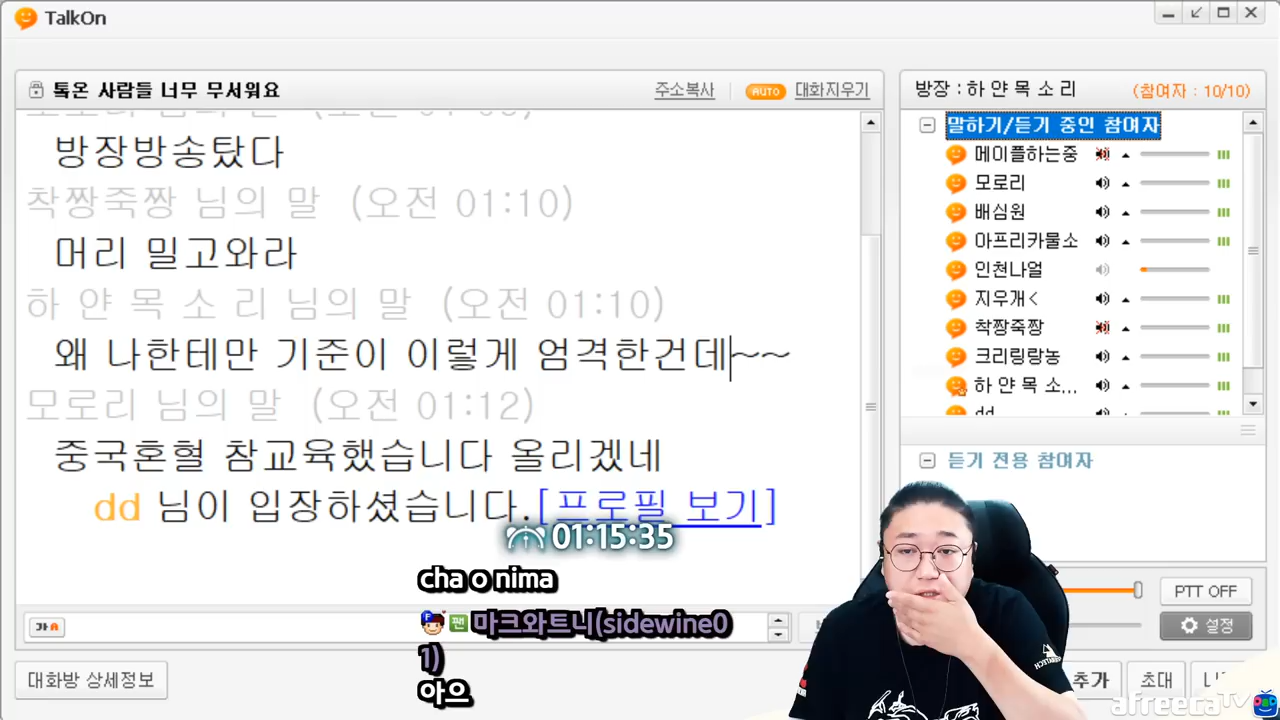 TalkOn
톡온 사람들 너무 무서워요
주소복사
AUTO
대화지우기
방장방송탔다
착짱죽짱 님의 말 (오전 01:10)
머리 밀고와라
하 얀 목 소 리 님의 말 (오전 01:10)
왜 나한테만 기준이 이렇게 엄격한건데~~
모로리 님의 말 (오전 01:12)
중국혼혈 참교육했습니다 올리겠네
dd 님이 입장하셨습니다.[프로필 보기]
01:15:35
cha o nima
F 팬 마크와트니(sidewine0
1)
아으
가
대화방 상세정보
방장 : 하 얀 목 소 리
(참여자 : 10/10)
말하기/듣기 중인 참여자
메이플하는중
모로리
배심원
아프리카물소
인천나얼
지우개<
착짱죽짱
크리링랑농
하 얀 목 소...
dd
듣기 전용 참여자
PTT OFF
설정
추가
초대
afreecaTV